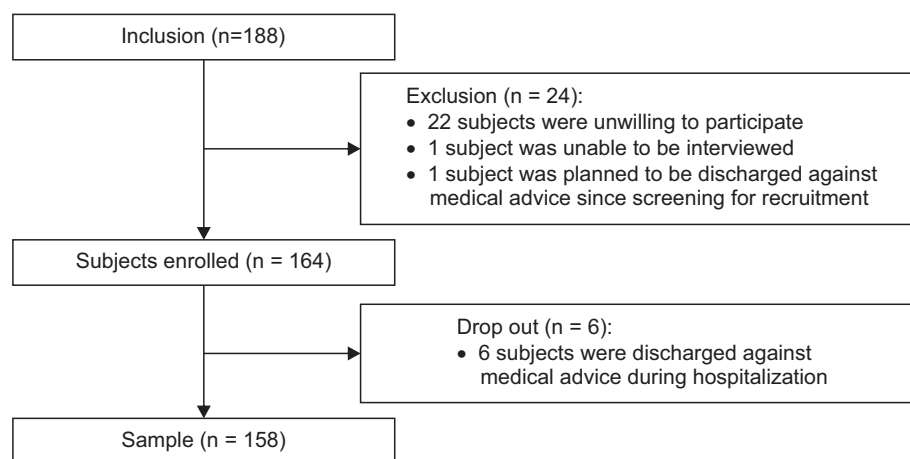 Inclusion (n=188)
Exclusion (n = 24):
• 22 subjects were unwilling to participate
• 1 subject was unable to be interviewed
• 1 subject was planned to be discharged against
medical advice since screening for recruitment
Subjects enrolled (n = 164)
Drop out (n = 6):
• 6 subjects were discharged against
medical advice during hospitalization
Sample (n = 158)